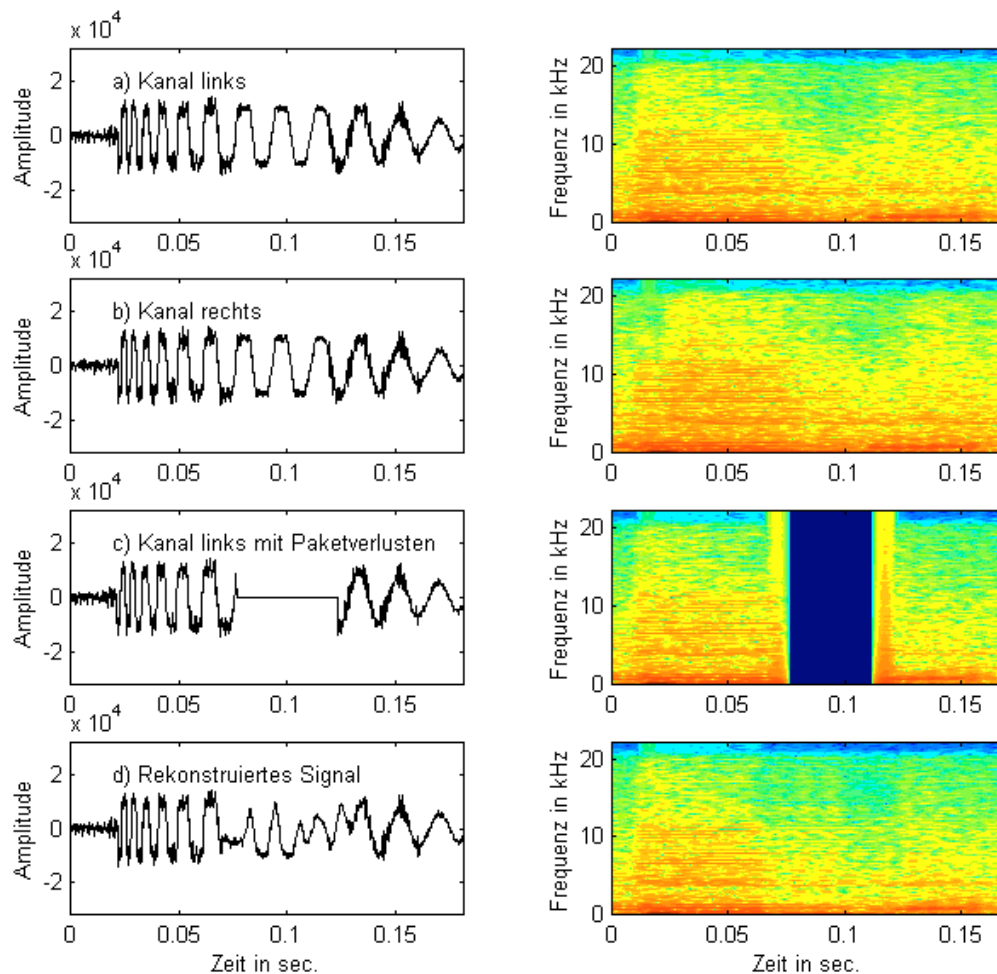 x 10^4
2
0
-2
Amplitude
a) Kanal links
0 0.05 0.1 0.15
20
10
0
Frequenz in kHz
0 0.05 0.1 0.15
x 10^4
2
0
-2
Amplitude
b) Kanal rechts
0 0.05 0.1 0.15
20
10
0
Frequenz in kHz
0 0.05 0.1 0.15
x 10^4
2
0
-2
Amplitude
c) Kanal links mit Paketverlusten
0 0.05 0.1 0.15
20
10
0
Frequenz in kHz
0 0.05 0.1 0.15
x 10^4
2
0
-2
Amplitude
d) Rekonstruiertes Signal
0 0.05 0.1 0.15
Zeit in sec.
20
10
0
Frequenz in kHz
0 0.05 0.1 0.15
Zeit in sec.